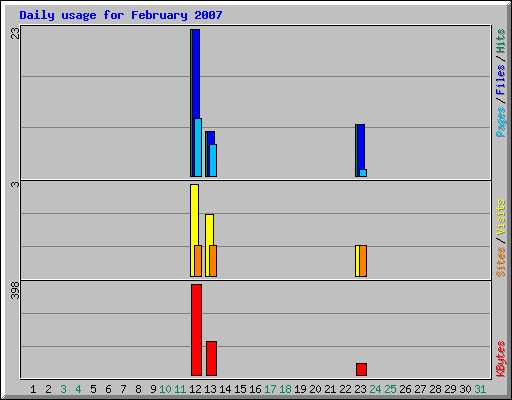 Daily usage for February 2007
23
Pages / Files / Hits
3
Sites / Visits
398
KBytes
1 2 3 4 5 6 7 8 9 10 11 12 13 14 15 16 17 18 19 20 21 22 23 24 25 26 27 28 29 30 31